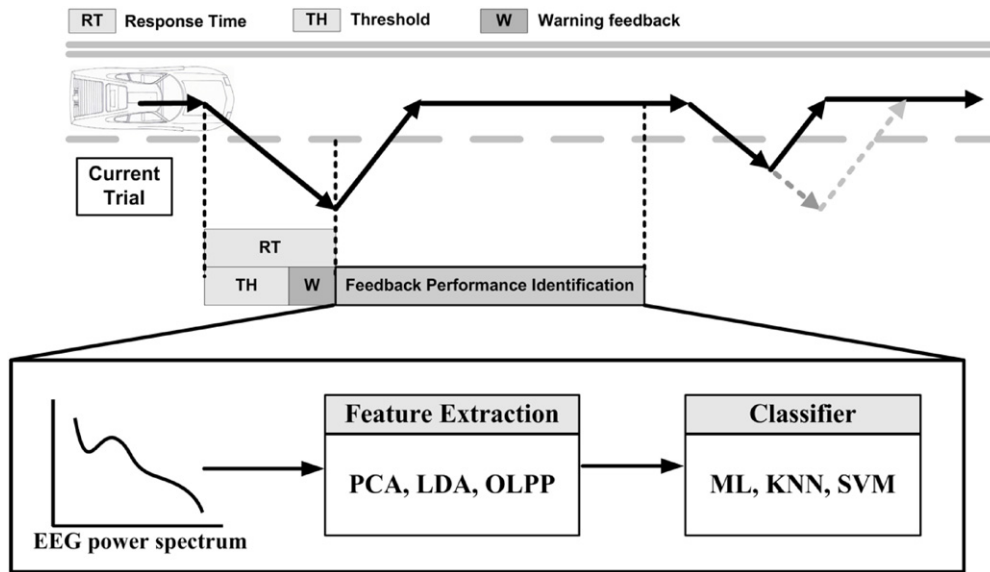 RT Response Time TH Threshold W Warning feedback
Current
Trial
RT
TH W Feedback Performance Identification
Feature Extraction Classifier
PCA, LDA, OLPP ML, KNN, SVM
EEG power spectrum